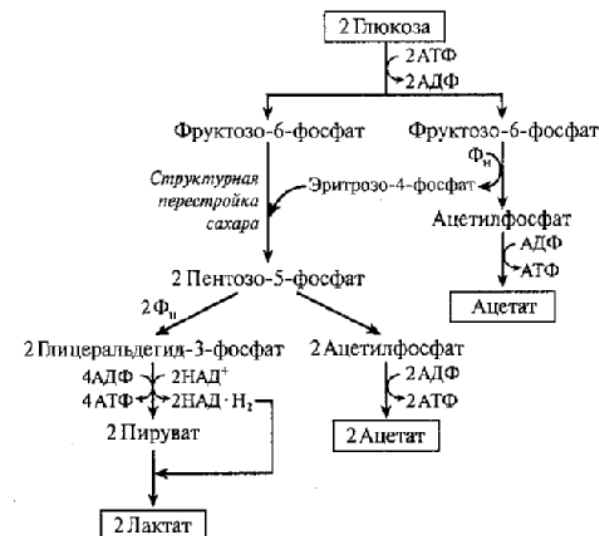 2 Глюкоза
2АТФ
2АДФ
Фруктозо-6-фосфат
Фруктозо-6-фосфат
Структурная
перестройка
сахара
Эритрозо-4-фосфат
Фн
Ацетилфосфат
АДФ
АТФ
Ацетат
2 Пентозо-5-фосфат
2Фн
2 Глицеральдегид-3-фосфат
2 Ацетилфосфат
4АДФ
2НАД⁺
4АТФ
2НАД · Н₂
2АДФ
2АТФ
2 Пируват
2 Ацетат
2 Лактат